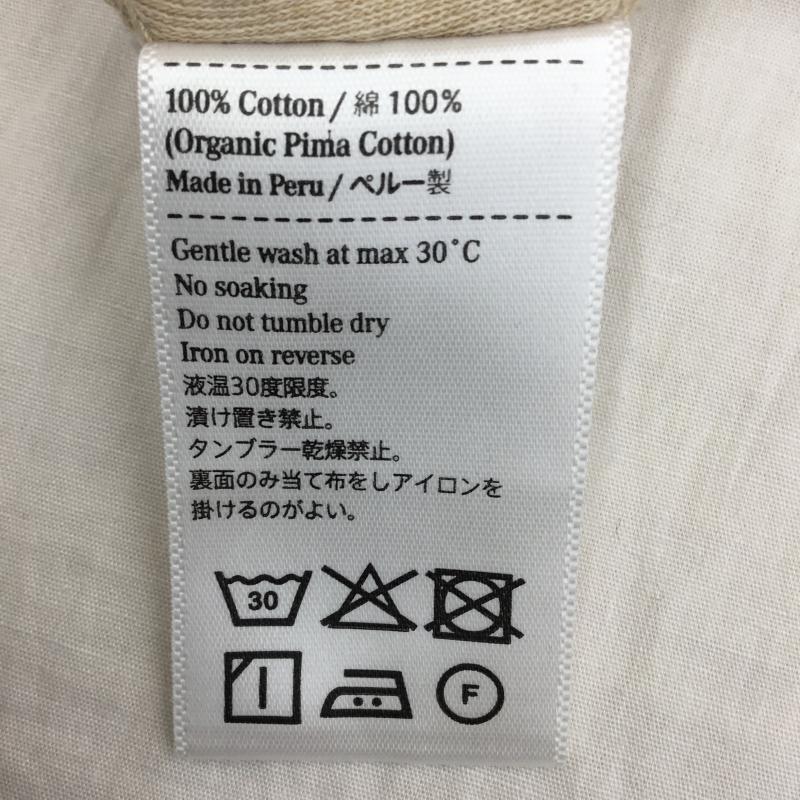 100% Cotton / 綿 100%
(Organic Pima Cotton)
Made in Peru / ペルー製
Gentle wash at max 30°C
No soaking
Do not tumble dry
Iron on reverse
液温30度限度。
漬け置き禁止。
タンブラー乾燥禁止。
裏面のみ当て布をしアイロンを
掛けるのがよい。
30
F